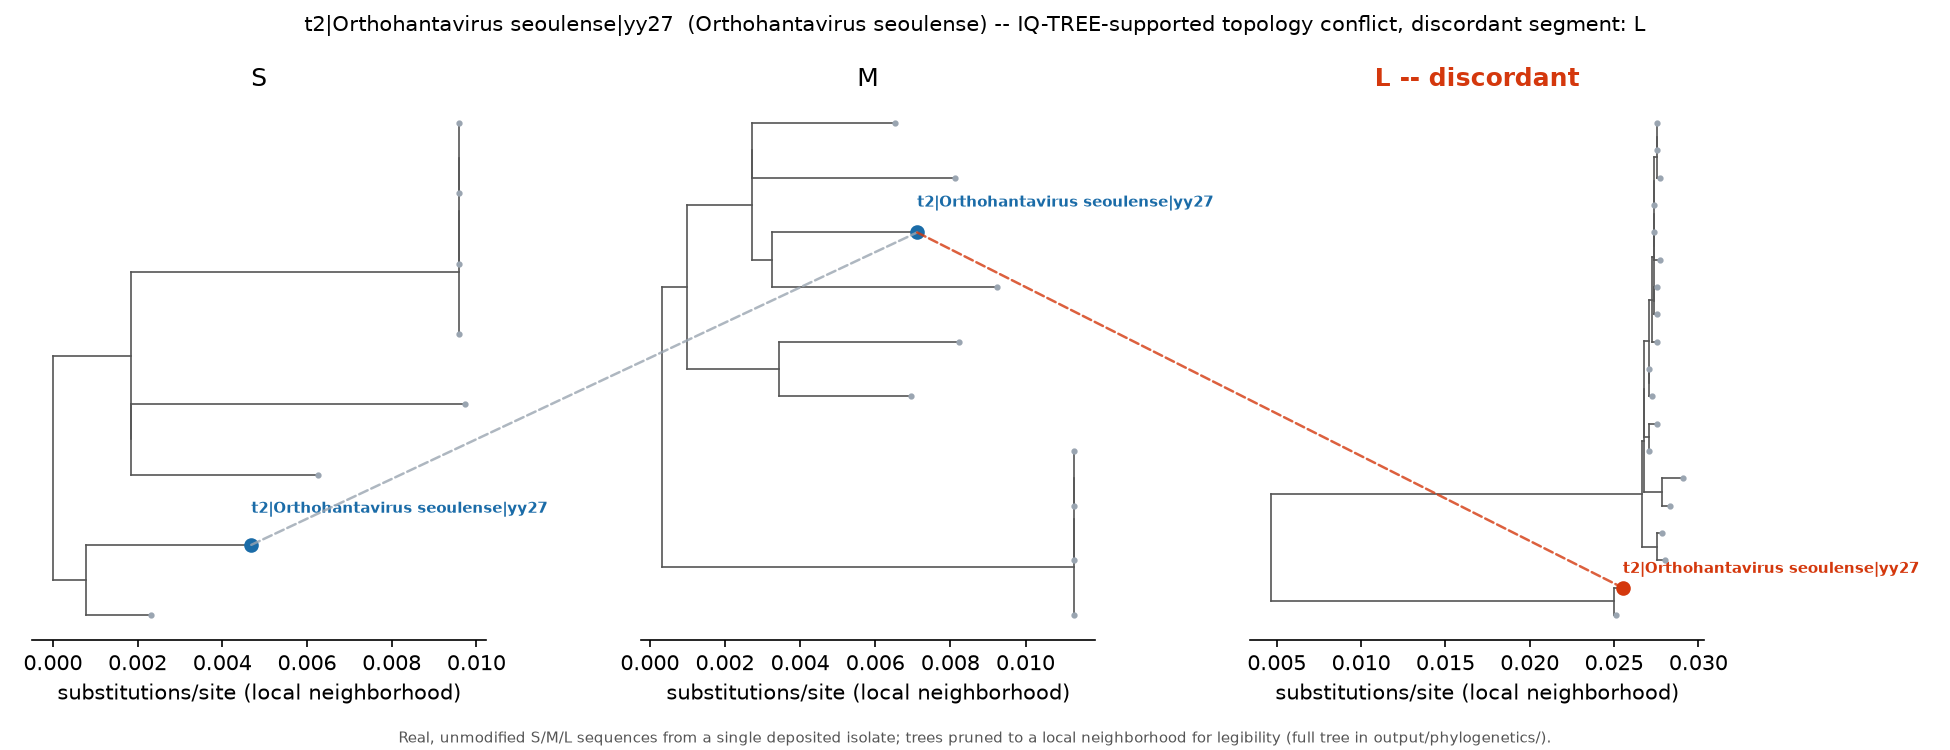 t2|Orthohantavirus seoulense|yy27  (Orthohantavirus seoulense) -- IQ-TREE-supported topology conflict, discordant segment: L
S
M
L -- discordant
t2|Orthohantavirus seoulense|yy27
t2|Orthohantavirus seoulense|yy27
t2|Orthohantavirus seoulense|yy27
0.000 0.002 0.004 0.006 0.008 0.010
substitutions/site (local neighborhood)
0.000 0.002 0.004 0.006 0.008 0.010
substitutions/site (local neighborhood)
0.005 0.010 0.015 0.020 0.025 0.030
substitutions/site (local neighborhood)
Real, unmodified S/M/L sequences from a single deposited isolate; trees pruned to a local neighborhood for legibility (full tree in output/phylogenetics/).